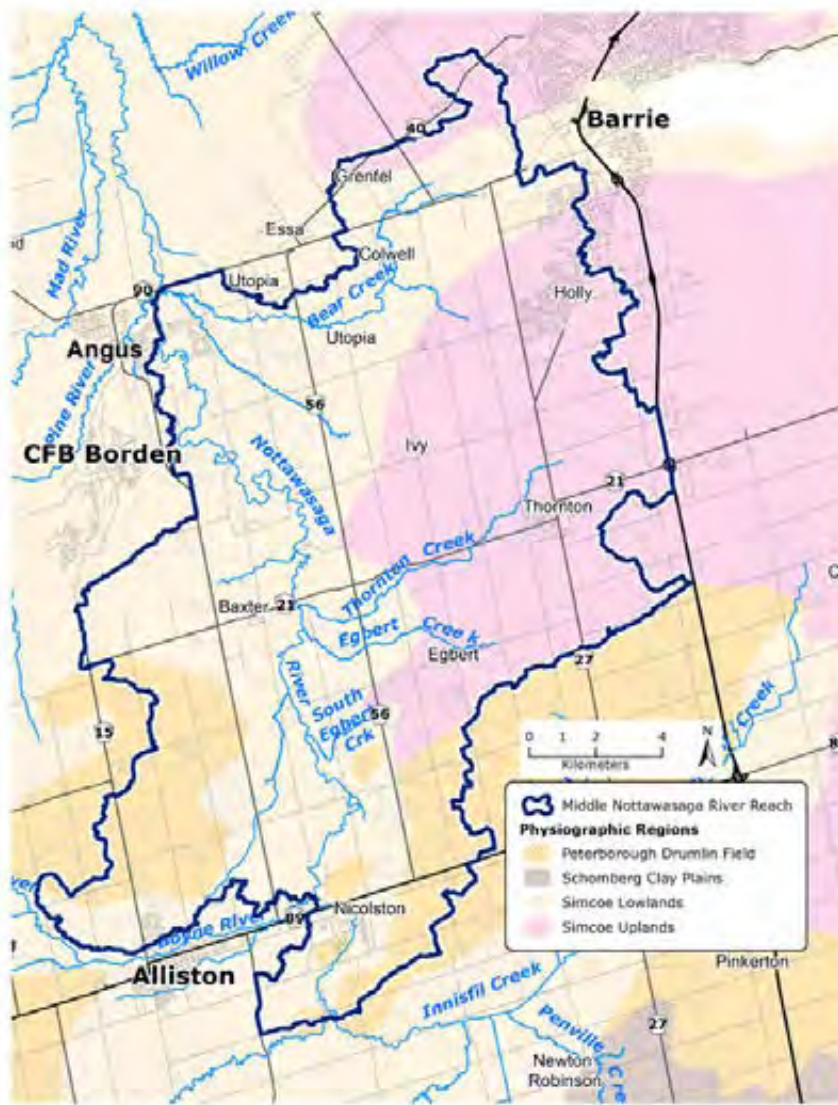 Willow Creek
Barrie
40
Grenfel
Essa
Colwell
Mad River
Utopia
90
Bear Creek
Holly
Utopia
Angus
Pine River
56
CFB Borden
Ivy
Nottawasaga
21
Thornton
Thornton Creek
Baxter
21
Egbert Creek
Egbert
27
River
South
Egbert
Crk
56
15
Creek
N
0 1 2 4
Kilometers
8
Middle Nottawasaga River Reach
Physiographic Regions
Peterborough Drumlin Field
Schomberg Clay Plains
Simcoe Lowlands
Simcoe Uplands
Nicolston
89
Boyne River
Alliston
Pinkerton
Innisfil Creek
Penville Cre
27
Newton
Robinson